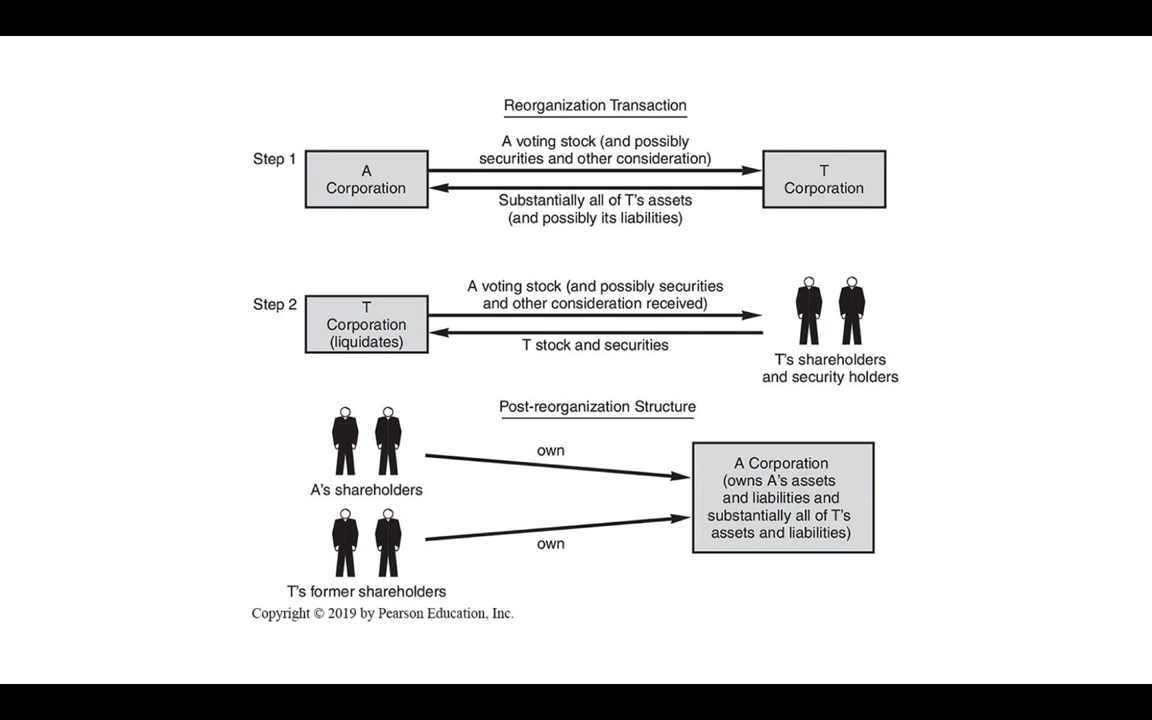 Reorganization Transaction
A voting stock (and possibly
securities and other consideration)
Step 1
A
Corporation
T
Corporation
Substantially all of T's assets
(and possibly its liabilities)
A voting stock (and possibly securities
and other consideration received)
Step 2
T
Corporation
(liquidates)
T stock and securities
T's shareholders
and security holders
Post-reorganization Structure
own
A's shareholders
A Corporation
(owns A's assets
and liabilities and
substantially all of T's
assets and liabilities)
own
T's former shareholders
Copyright © 2019 by Pearson Education, Inc.